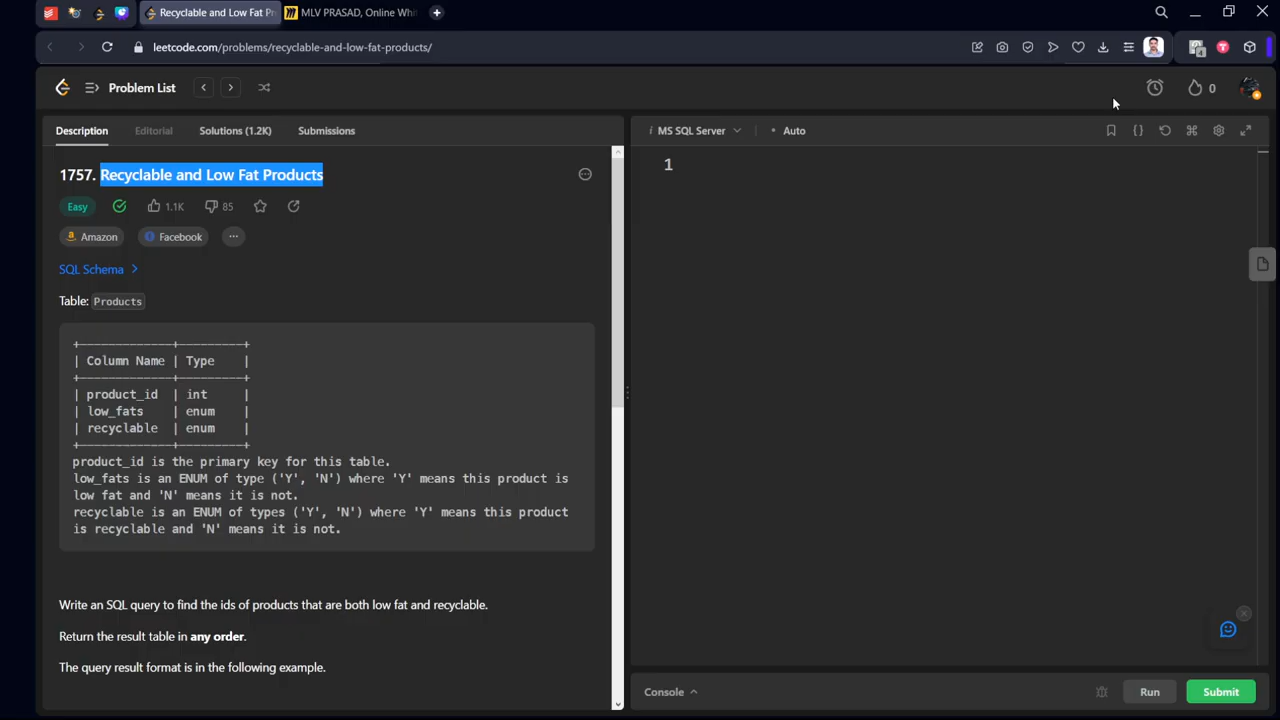 Recyclable and Low Fat Pr
MLV PRASAD, Online Whit
leetcode.com/problems/recyclable-and-low-fat-products/
4
Problem List
0
Description
Editorial
Solutions (1.2K)
Submissions
i MS SQL Server
• Auto
1757. Recyclable and Low Fat Products
1
Easy
1.1K
85
Amazon
Facebook
...
SQL Schema >
Table: Products
+-------------+---------+
| Column Name | Type    |
+-------------+---------+
| product_id  | int     |
| low_fats    | enum    |
| recyclable  | enum    |
+-------------+---------+
product_id is the primary key for this table.
low_fats is an ENUM of type ('Y', 'N') where 'Y' means this product is
low fat and 'N' means it is not.
recyclable is an ENUM of types ('Y', 'N') where 'Y' means this product
is recyclable and 'N' means it is not.
Write an SQL query to find the ids of products that are both low fat and recyclable.
Return the result table in any order.
The query result format is in the following example.
Console
Run
Submit